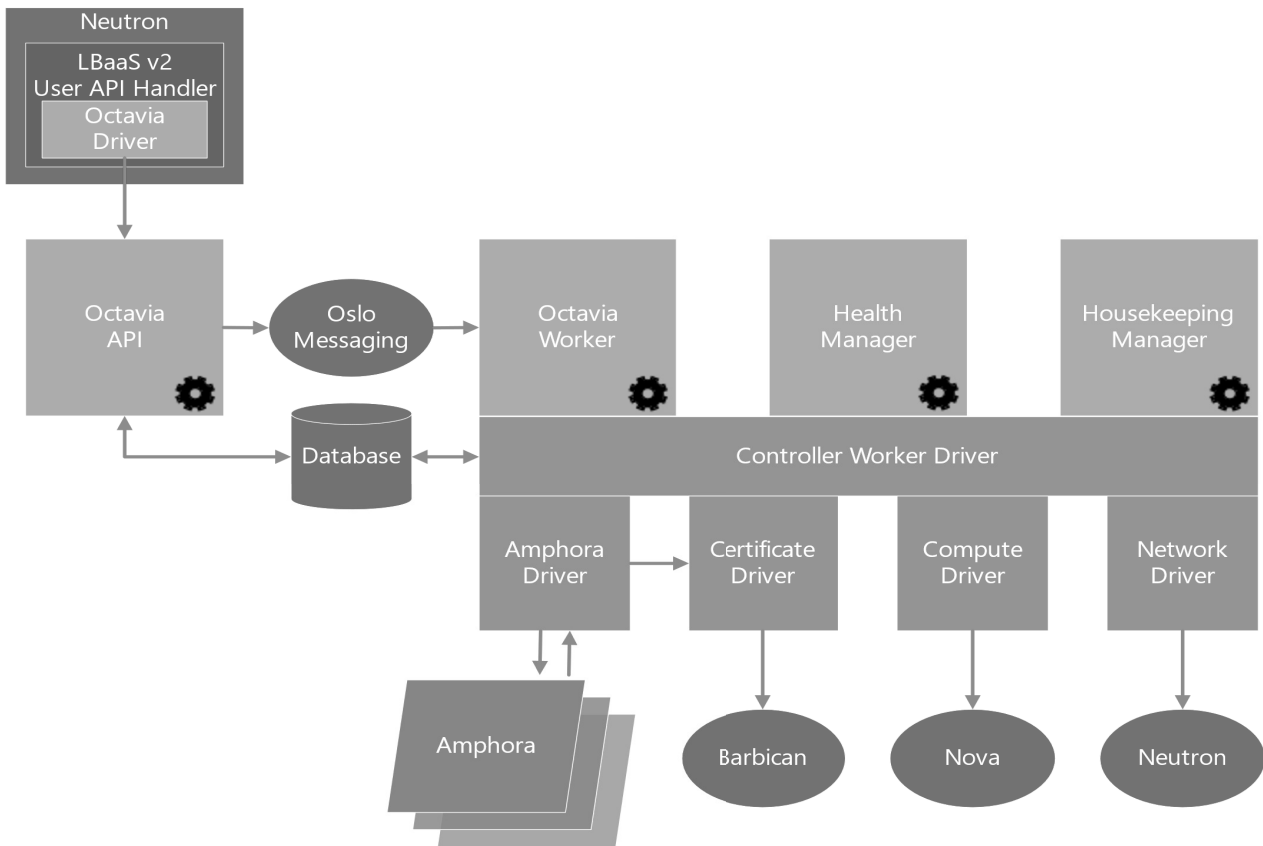 Neutron
LBaaS v2
User API Handler
Octavia
Driver
Octavia
API
Oslo
Messaging
Octavia
Worker
Health
Manager
Housekeeping
Manager
Database
Controller Worker Driver
Amphora
Driver
Certificate
Driver
Compute
Driver
Network
Driver
Amphora
Barbican
Nova
Neutron